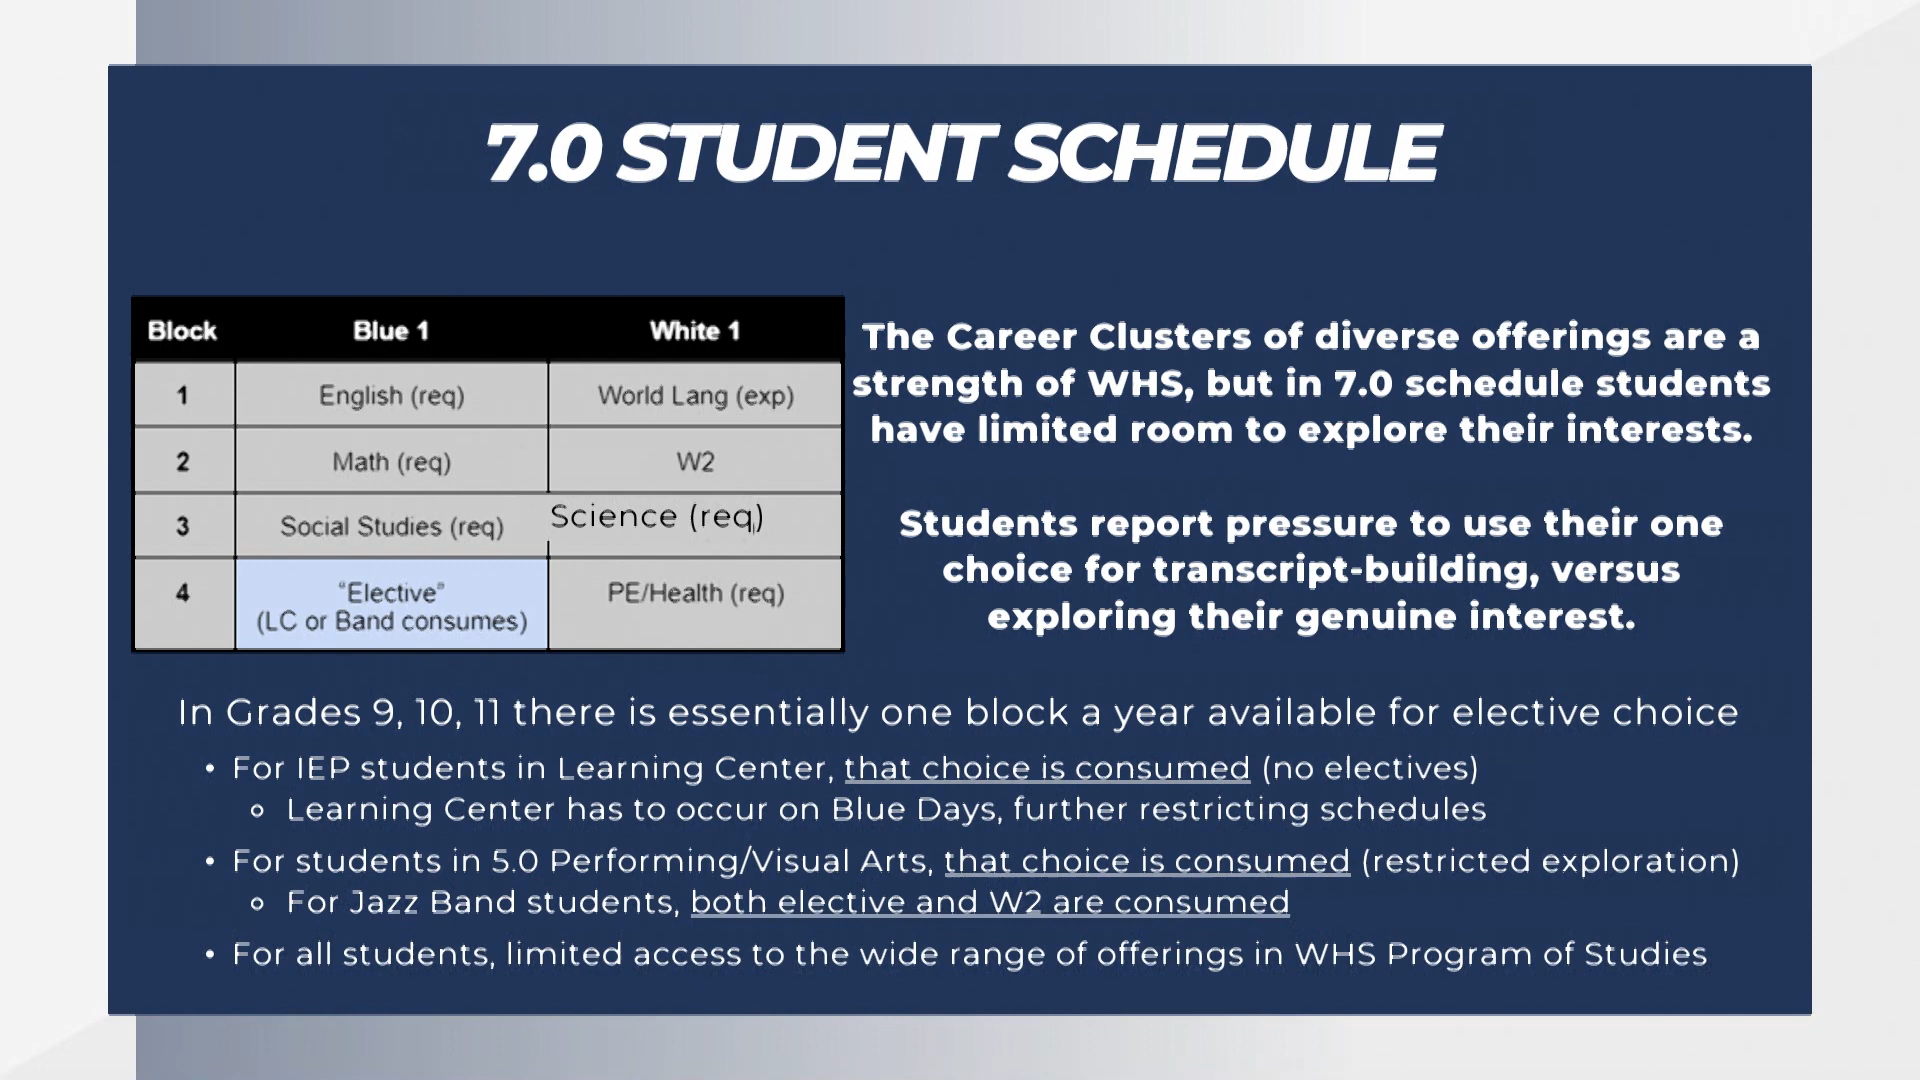 7.0 STUDENT SCHEDULE
Block Blue 1 White 1
1 English (req) World Lang (exp)
2 Math (req) W2
3 Social Studies (req) Science (req)
4 “Elective” (LC or Band consumes) PE/Health (req)
The Career Clusters of diverse offerings are a
strength of WHS, but in 7.0 schedule students
have limited room to explore their interests.
Students report pressure to use their one
choice for transcript-building, versus
exploring their genuine interest.
In Grades 9, 10, 11 there is essentially one block a year available for elective choice
• For IEP students in Learning Center, that choice is consumed (no electives)
◦ Learning Center has to occur on Blue Days, further restricting schedules
• For students in 5.0 Performing/Visual Arts, that choice is consumed (restricted exploration)
◦ For Jazz Band students, both elective and W2 are consumed
• For all students, limited access to the wide range of offerings in WHS Program of Studies